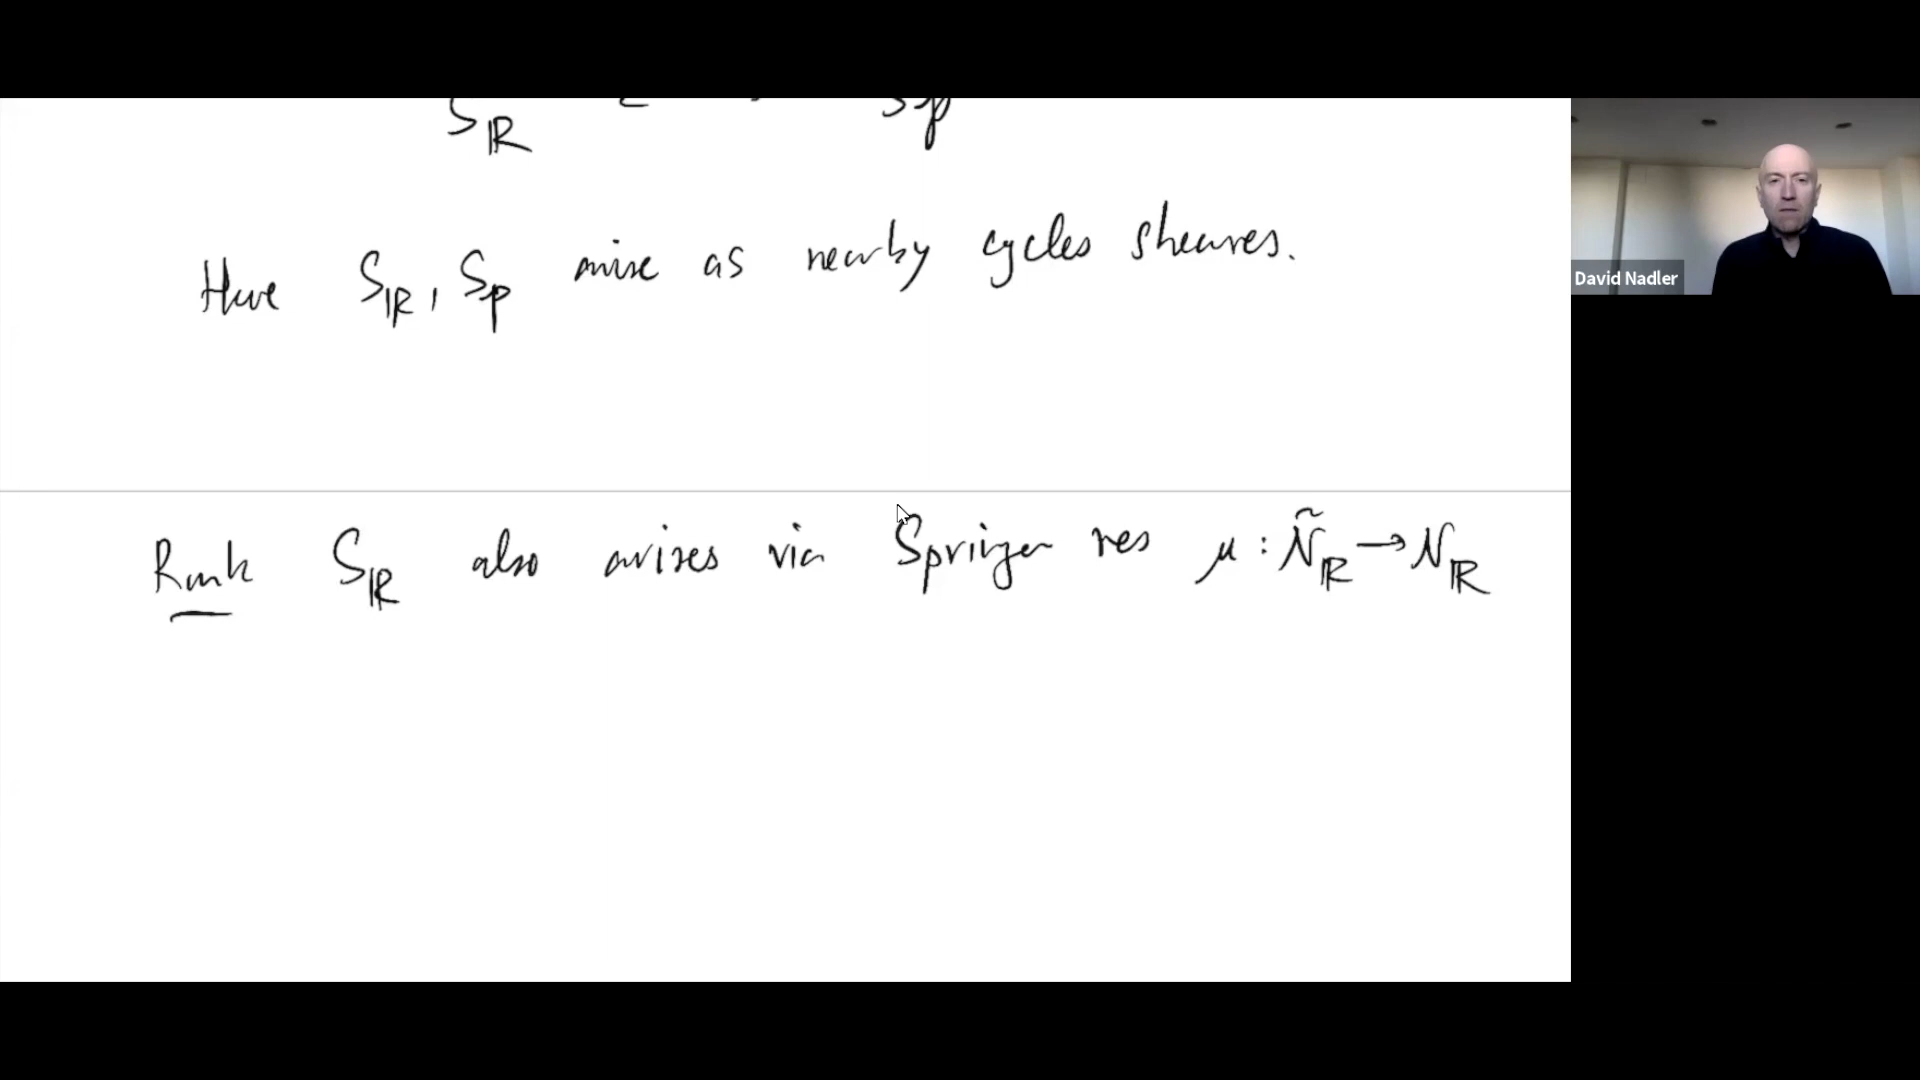 S_ℝ S_p
Here S_ℝ, S_p arise as nearby cycles sheaves.
David Nadler
Rmk S_ℝ also arises via Springer res μ : Ñ_ℝ → N_ℝ